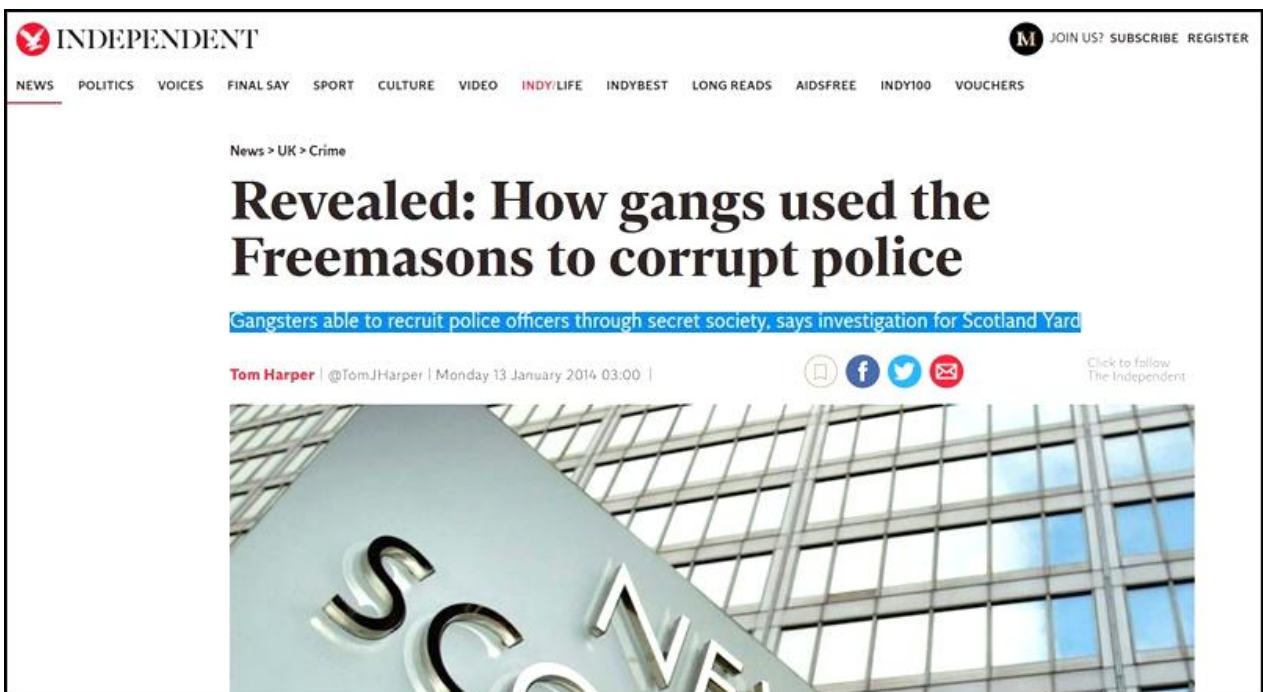 INDEPENDENT
M JOIN US? SUBSCRIBE REGISTER
NEWS POLITICS VOICES FINAL SAY SPORT CULTURE VIDEO INDY/LIFE INDYBEST LONG READS AIDSFREE INDY100 VOUCHERS
News > UK > Crime
Revealed: How gangs used the
Freemasons to corrupt police
Gangsters able to recruit police officers through secret society, says investigation for Scotland Yard
Tom Harper | @TomJHarper | Monday 13 January 2014 03:00 |
Click to follow
The Independent
NEW
SCO